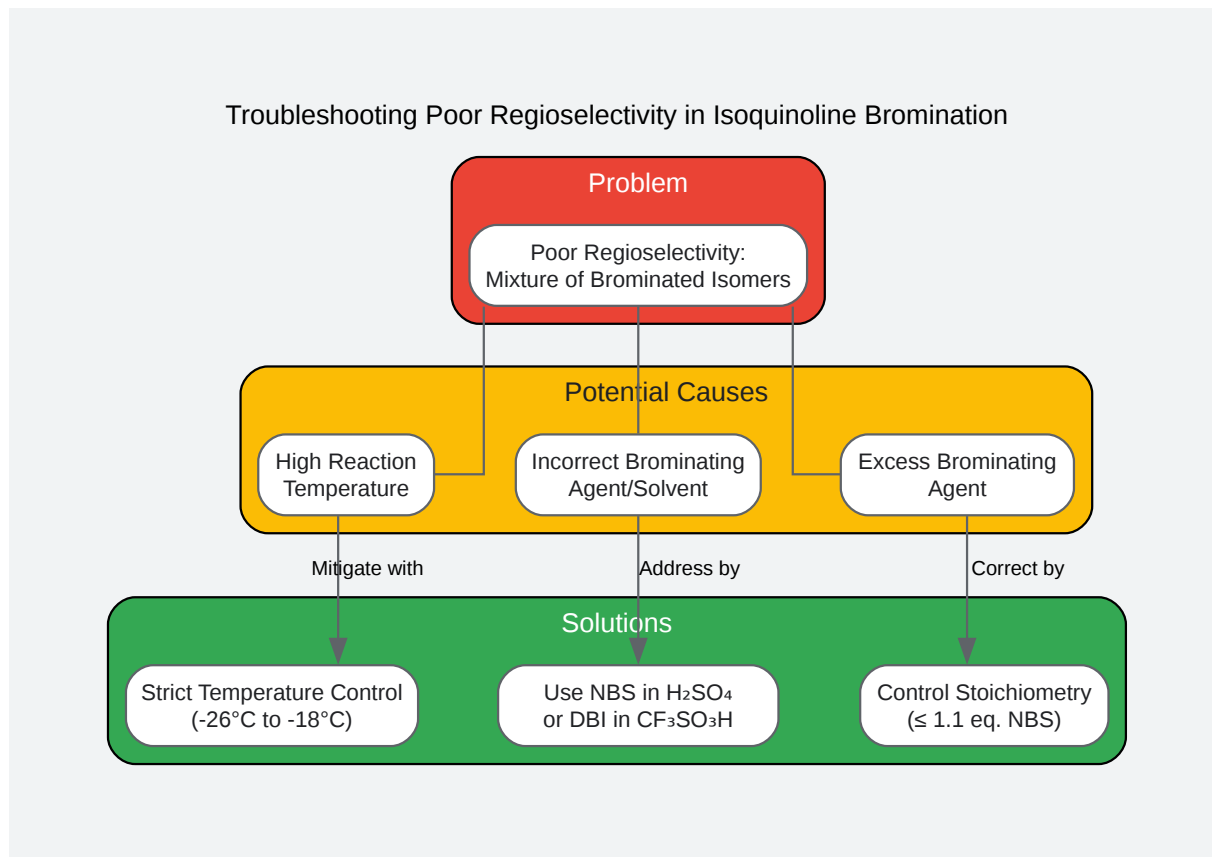 Troubleshooting Poor Regioselectivity in Isoquinoline Bromination
Problem
Poor Regioselectivity:
Mixture of Brominated Isomers
Potential Causes
High Reaction
Temperature
Incorrect Brominating
Agent/Solvent
Excess Brominating
Agent
Mitigate with
Address by
Correct by
Solutions
Strict Temperature Control
(-26°C to -18°C)
Use NBS in H₂SO₄
or DBI in CF₃SO₃H
Control Stoichiometry
(≤ 1.1 eq. NBS)